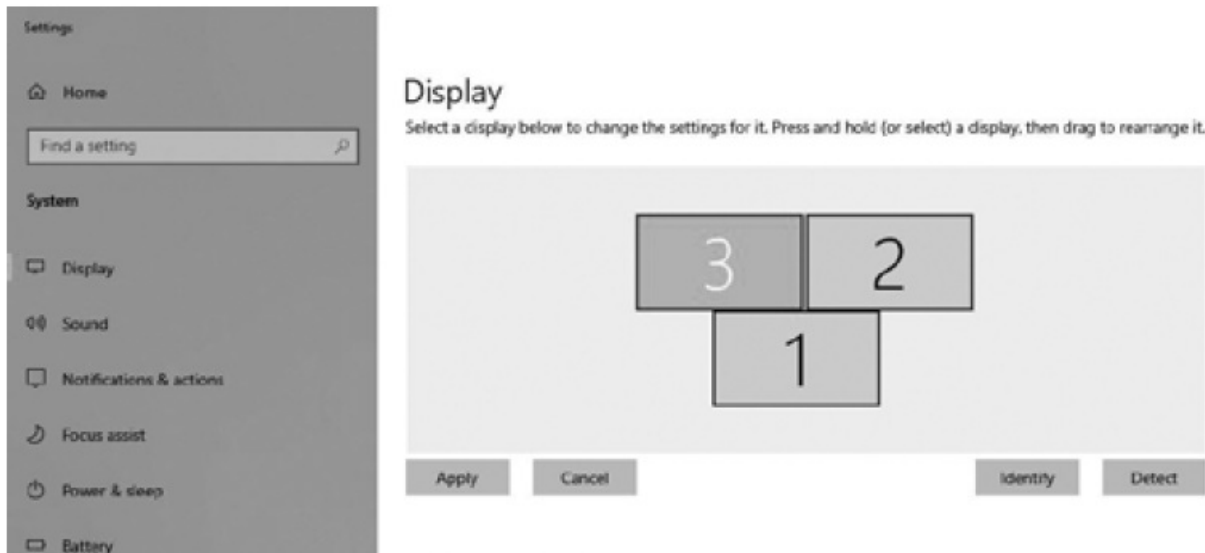 Settings
Home
Find a setting
System
Display
Sound
Notifications & actions
Focus assist
Power & sleep
Battery
Display
Select a display below to change the settings for it. Press and hold (or select) a display, then drag to rearrange it.
3 2
1
Apply Cancel Identify Detect